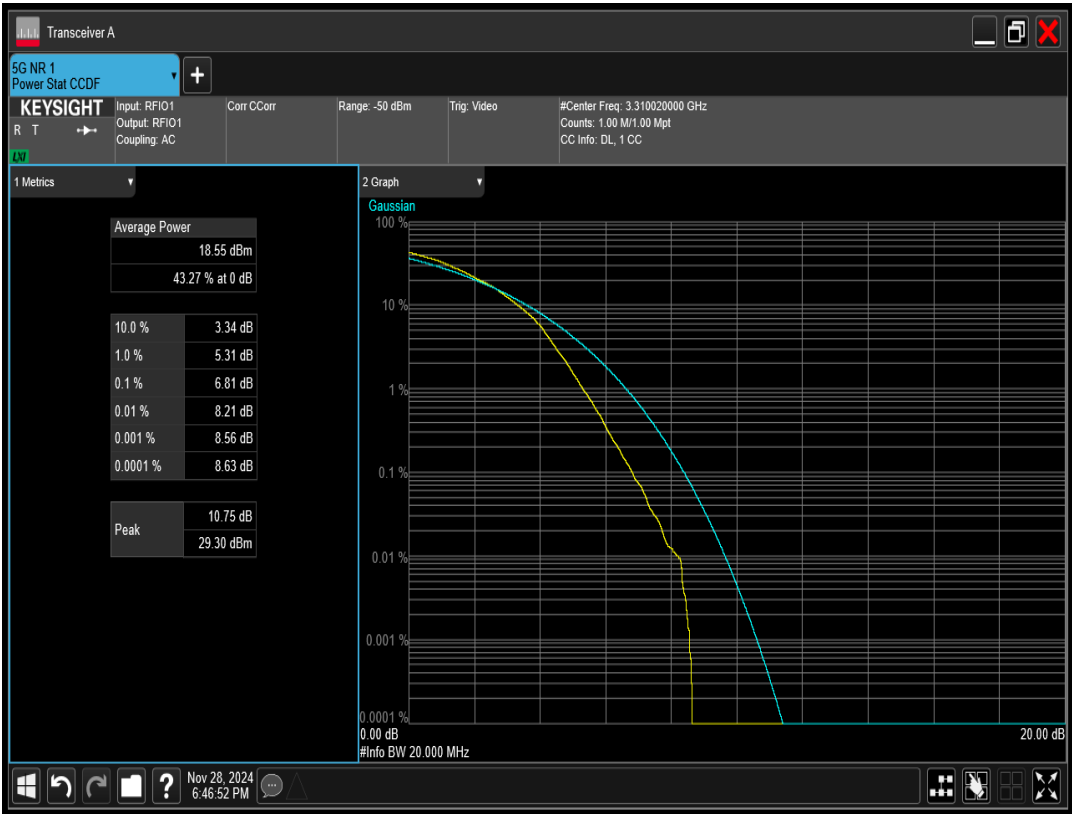 Transceiver A
5G NR 1
Power Stat CCDF
+
KEYSIGHT
R T
LXI
Input: RFIO1
Output: RFIO1
Coupling: AC
Corr CCorr
Range: -50 dBm
Trig: Video
#Center Freq: 3.310020000 GHz
Counts: 1.00 M/1.00 Mpt
CC Info: DL, 1 CC
1 Metrics
Average Power
18.55 dBm
43.27 % at 0 dB
10.0 % 3.34 dB
1.0 % 5.31 dB
0.1 % 6.81 dB
0.01 % 8.21 dB
0.001 % 8.56 dB
0.0001 % 8.63 dB
Peak
10.75 dB
29.30 dBm
2 Graph
Gaussian
100 %
10 %
1 %
0.1 %
0.01 %
0.001 %
0.0001 %
0.00 dB
20.00 dB
#Info BW 20.000 MHz
?
Nov 28, 2024
6:46:52 PM